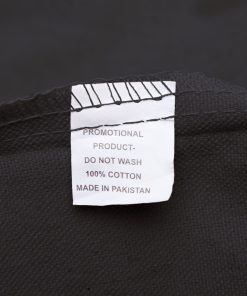 PROMOTIONAL
PRODUCT-
DO NOT WASH
100% COTTON
MADE IN PAKISTAN